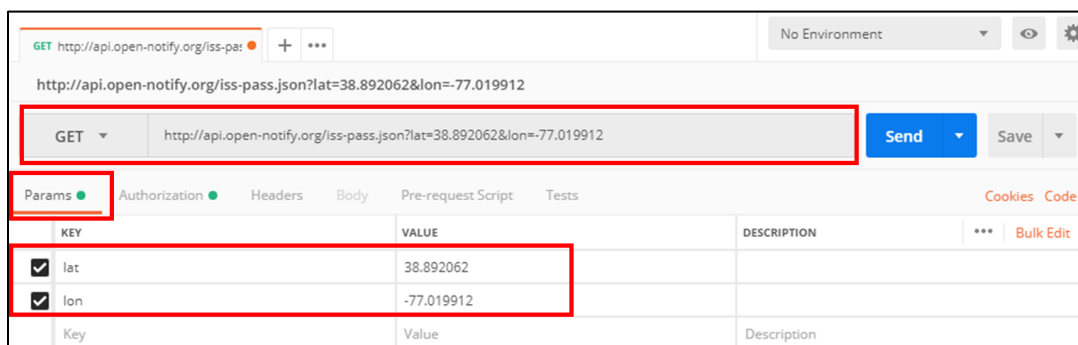 GET http://api.open-notify.org/iss-pa:
No Environment
http://api.open-notify.org/iss-pass.json?lat=38.892062&lon=-77.019912
GET http://api.open-notify.org/iss-pass.json?lat=38.892062&lon=-77.019912 Send Save
Params Authorization Headers Body Pre-request Script Tests Cookies Code
KEY VALUE DESCRIPTION ••• Bulk Edit
lat 38.892062
lon -77.019912
Key Value Description